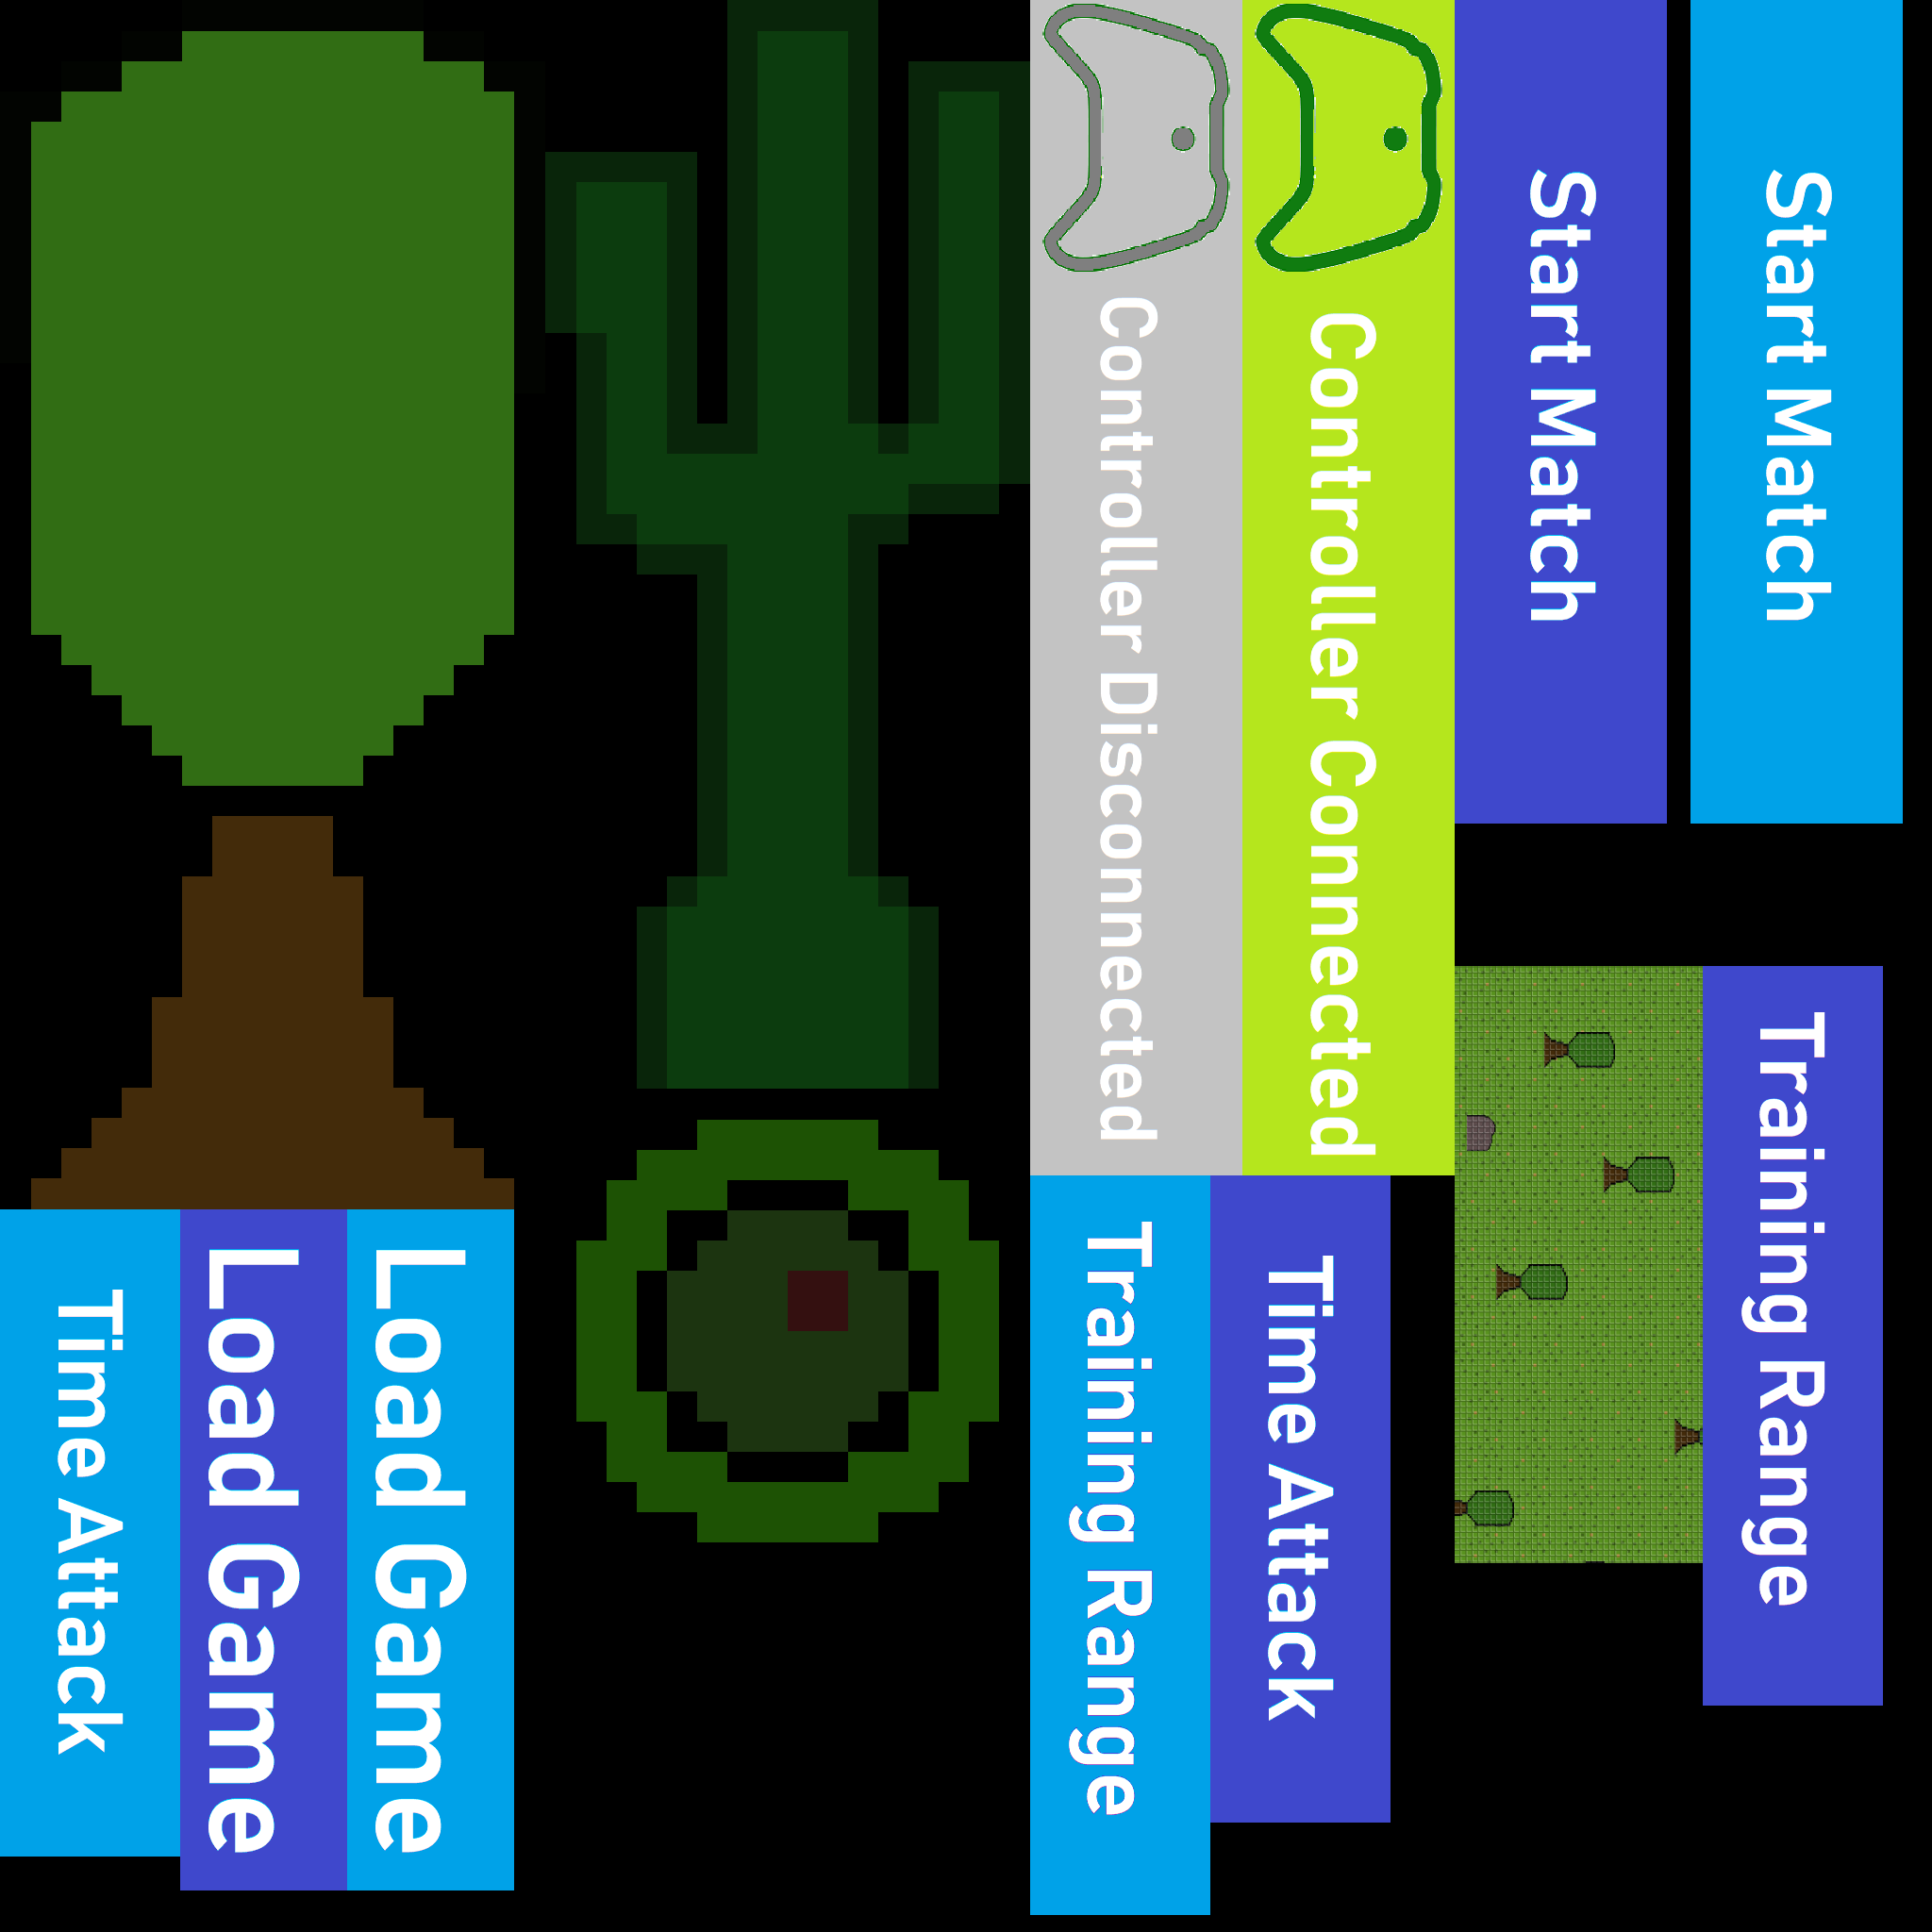 Controller Disconnected
Controller Connected
Start Match
Start Match
Time Attack
Load Game
Load Game
Training Range
Time Attack
Training Range